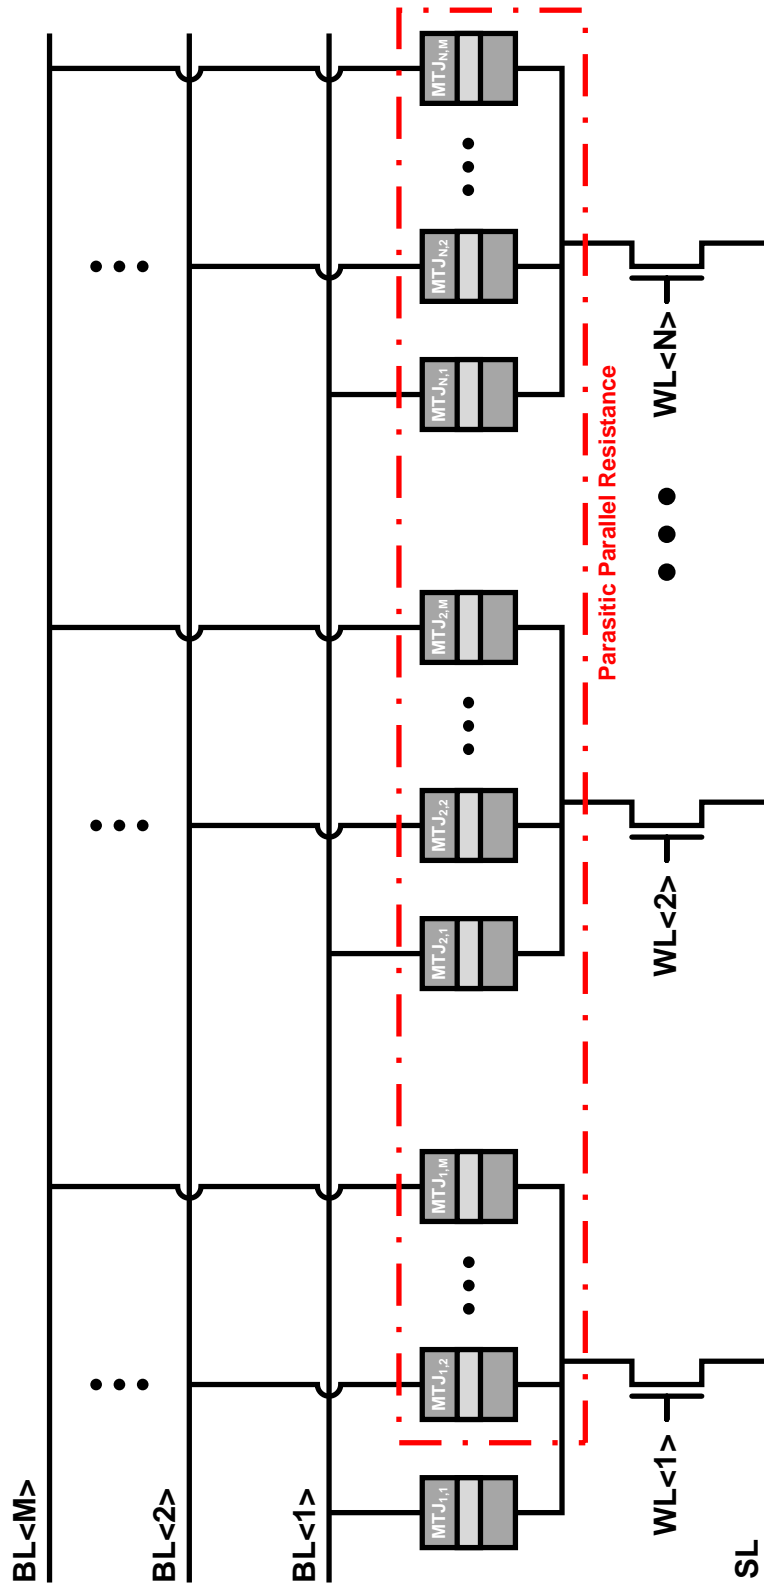 BL<M>
BL<2>
BL<1>
MTJ1,1
MTJ1,2
MTJ1,M
MTJ2,1
MTJ2,2
MTJ2,M
MTJN,1
MTJN,2
MTJN,M
Parasitic Parallel Resistance
WL<1>
WL<2>
WL<N>
SL